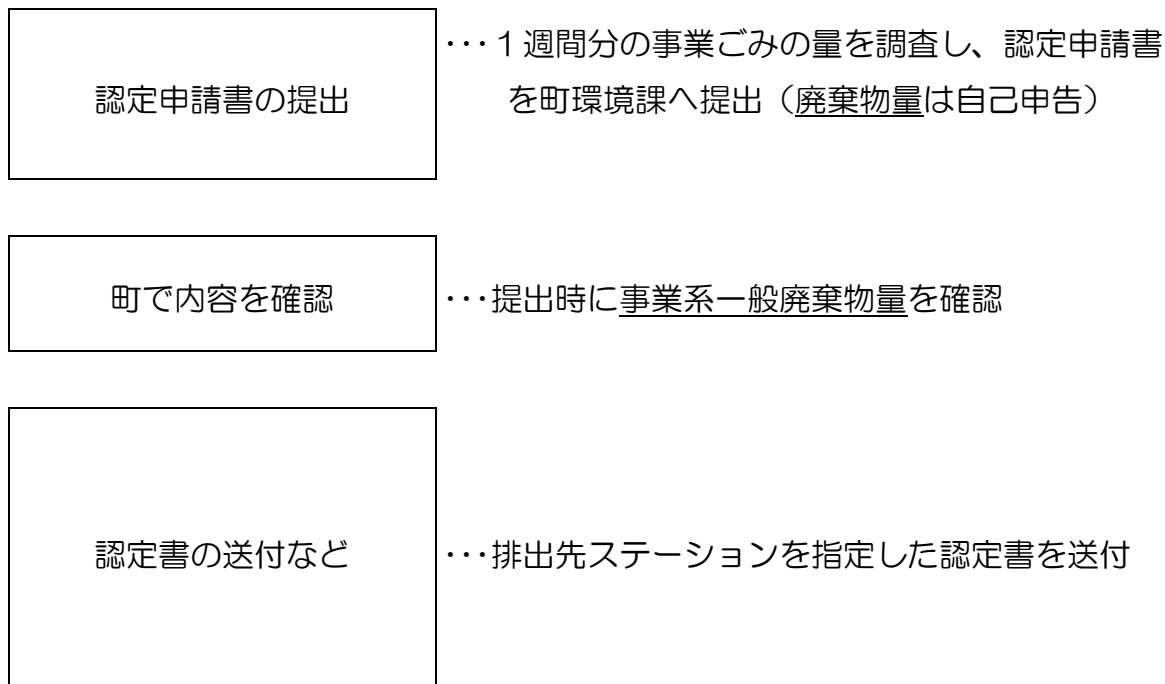 認定申請書の提出
･･･１週間分の事業ごみの量を調査し、認定申請書
を町環境課へ提出（廃棄物量は自己申告）
町で内容を確認
･･･提出時に事業系一般廃棄物量を確認
認定書の送付など
･･･排出先ステーションを指定した認定書を送付